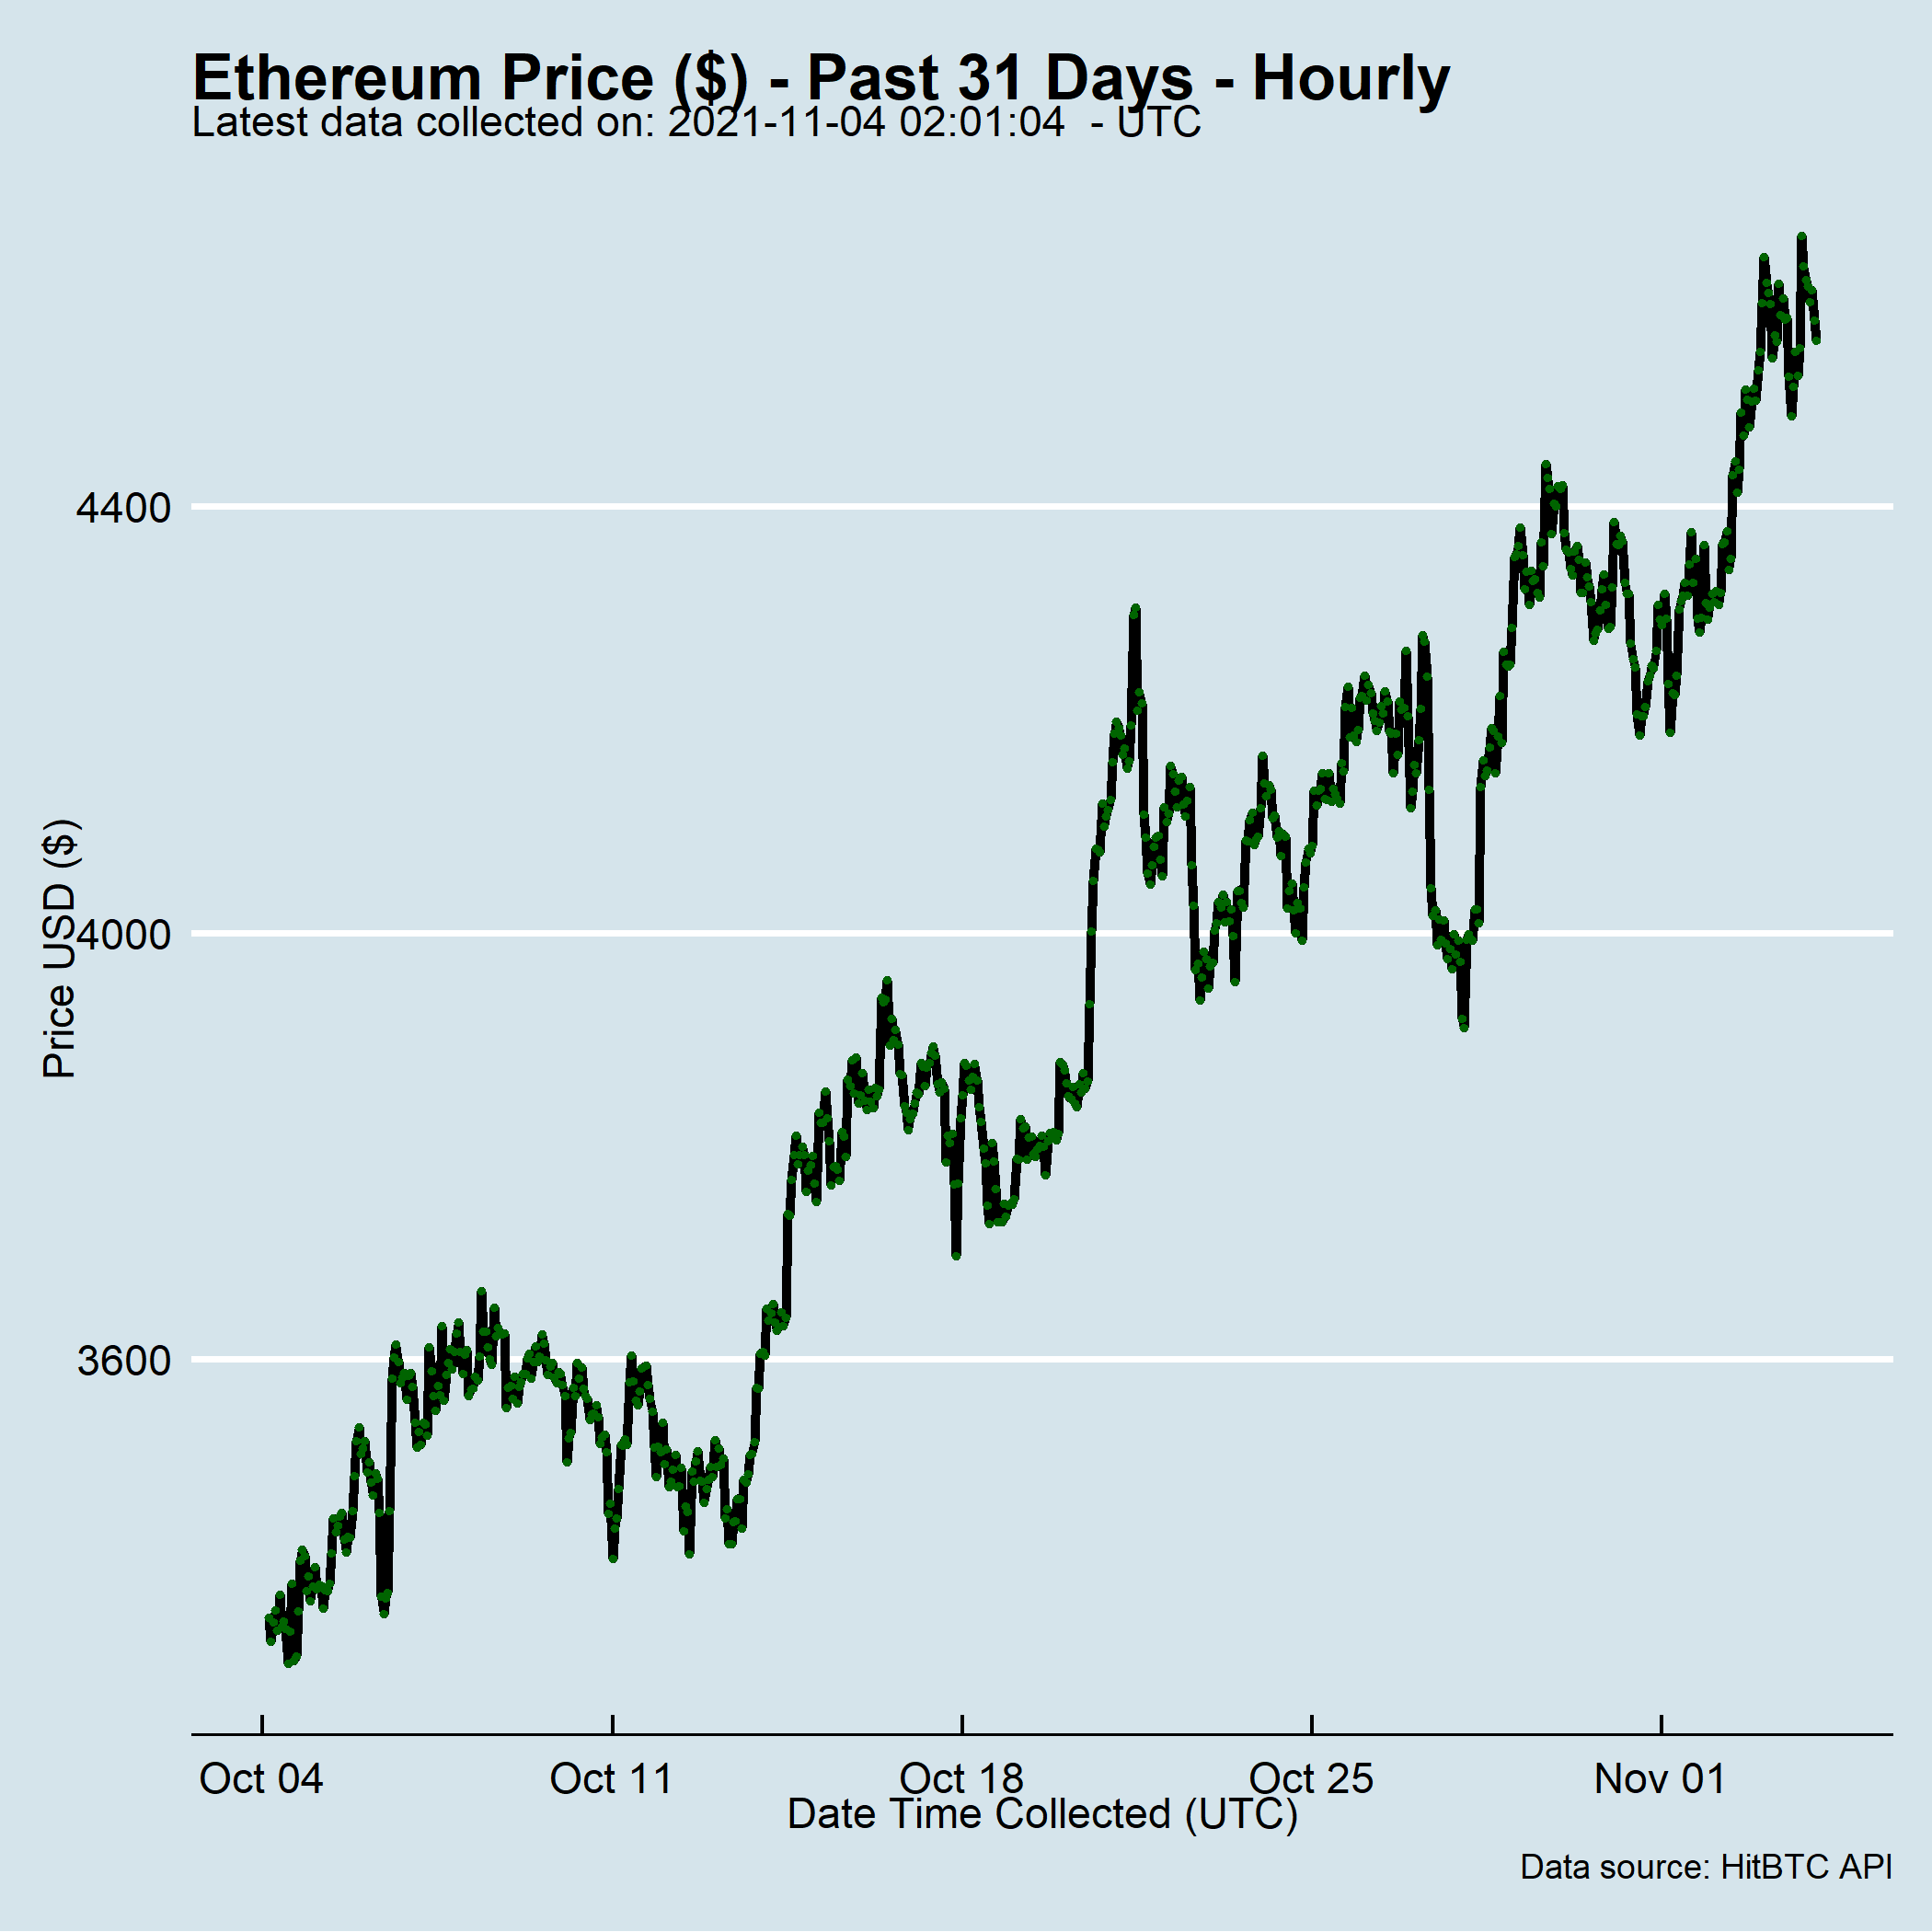 Ethereum Price ($) - Past 31 Days - Hourly
Latest data collected on: 2021-11-04 02:01:04  - UTC
Price USD ($)
4400
4000
3600
Oct 04
Oct 11
Oct 18
Oct 25
Nov 01
Date Time Collected (UTC)
Data source: HitBTC API